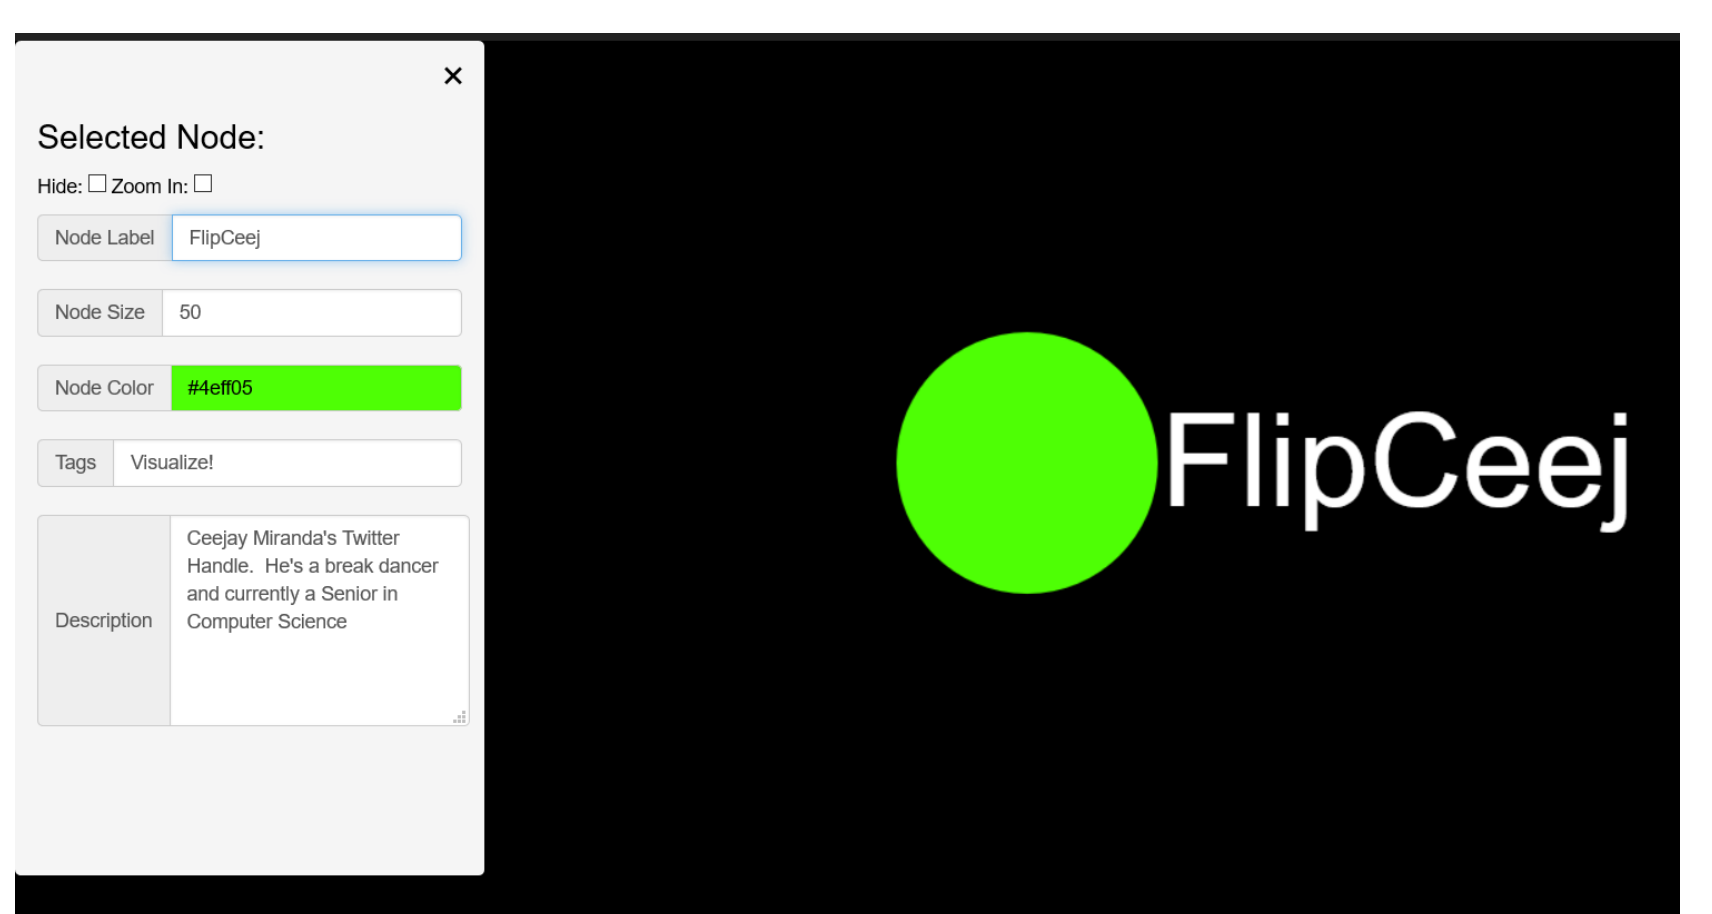 ×
Selected Node:
Hide: Zoom In:
Node Label FlipCeej
Node Size 50
Node Color #4eff05
Tags Visualize!
Description
Ceejay Miranda's Twitter
Handle.  He's a break dancer
and currently a Senior in
Computer Science
FlipCeej